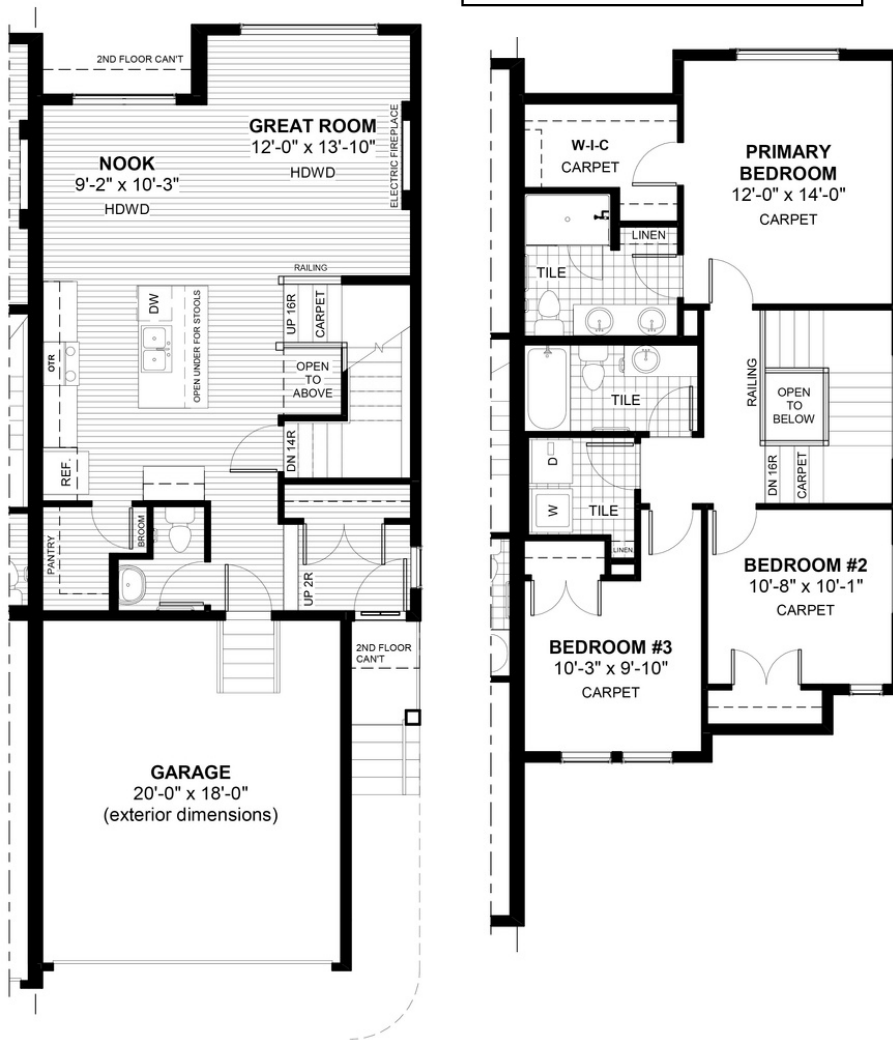 2ND FLOOR CAN'T
GREAT ROOM
12'-0" x 13'-10"
HDWD
ELECTRIC FIREPLACE
NOOK
9'-2" x 10'-3"
HDWD
RAILING
UP 16R
CARPET
DW
OPEN UNDER FOR STOOLS
OTR
OPEN
TO
ABOVE
DN 14R
REF.
PANTRY
BROOM
UP 2R
2ND FLOOR
CAN'T
GARAGE
20'-0" x 18'-0"
(exterior dimensions)
W-I-C
CARPET
PRIMARY
BEDROOM
12'-0" x 14'-0"
CARPET
LINEN
TILE
TILE
RAILING
OPEN
TO
BELOW
DN 16R
CARPET
D
W
TILE
LINEN
BEDROOM #2
10'-8" x 10'-1"
CARPET
BEDROOM #3
10'-3" x 9'-10"
CARPET